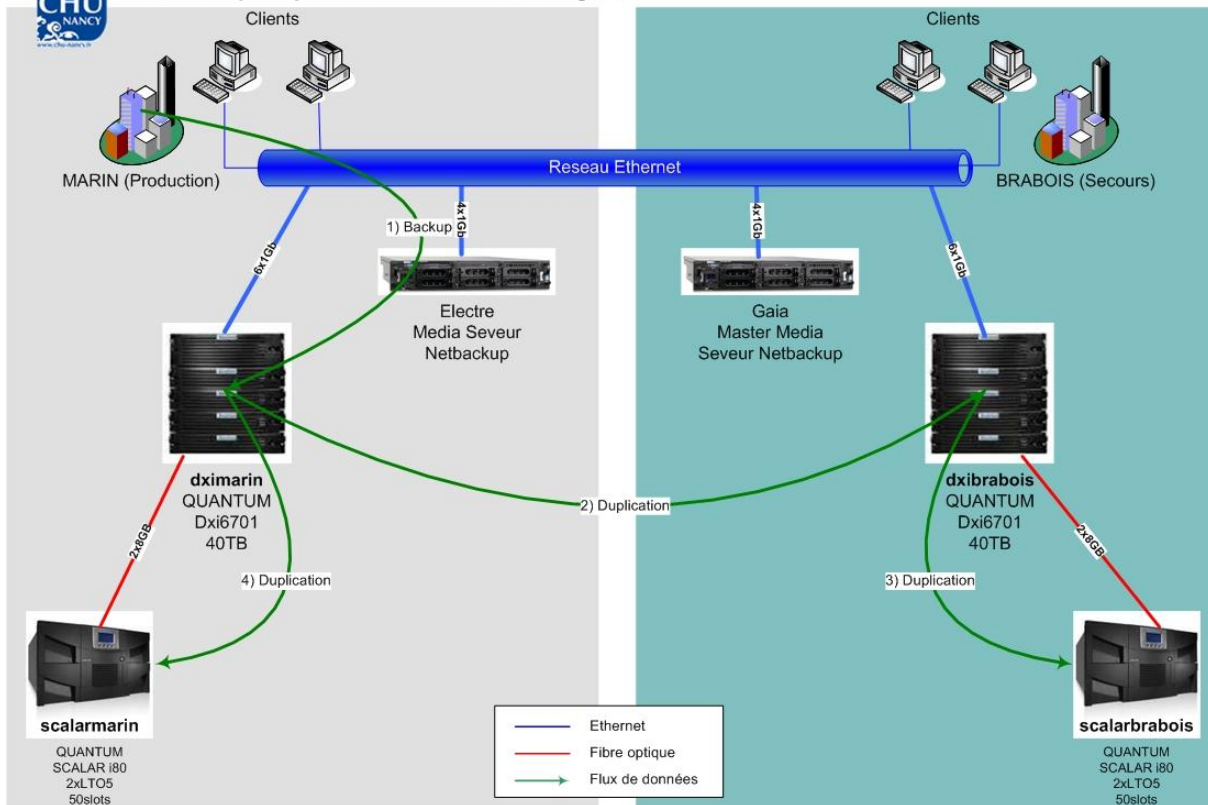 CHU
NANCY
www.chu-nancy.fr
Clients
Clients
MARIN (Production)
BRABOIS (Secours)
Reseau Ethernet
1) Backup
6x1Gb
4x1Gb
4x1Gb
6x1Gb
Electre
Media Seveur
Netbackup
Gaia
Master Media
Seveur Netbackup
dximarin
QUANTUM
Dxi6701
40TB
dxibrabois
QUANTUM
Dxi6701
40TB
2) Duplication
2x8GB
2x8GB
4) Duplication
3) Duplication
scalarmarin
QUANTUM
SCALAR i80
2xLTO5
50slots
scalarbrabois
QUANTUM
SCALAR i80
2xLTO5
50slots
Ethernet
Fibre optique
Flux de données